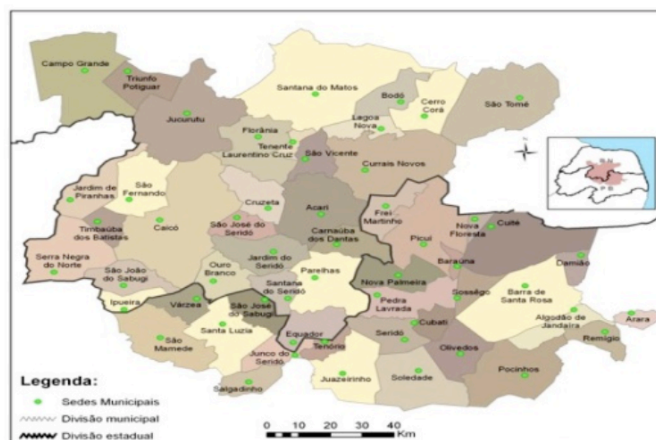 Campo Grande
Triunfo
Potiguar
Jucurutu
Santana do Matos
Bodó
Cerro
Corá
São Tomé
Lagoa
Nova
Florânia
Tenente
Laurentino Cruz
São Vicente
Currais Novos
Jardim de
Piranhas
São
Fernando
Timbaúba dos
Batistas
Caicó
Cruzeta
São José do
Seridó
Acari
Carnaúba
dos Dantas
Frei
Martinho
Picuí
Nova
Floresta
Cuité
Serra Negra
do Norte
São João do
Sabugi
Ipueira
Ouro
Branco
Jardim do
Seridó
Santana do
Seridó
Parelhas
Nova Palmeira
Baraúna
Damião
Pedra
Lavrada
Sossêgo
Barra de
Santa Rosa
Várzea
São José
do Sabugi
Santa Luzia
São
Mamede
Equador
Junco do
Seridó
Tenório
Cubati
Seridó
Olivedos
Algodão de
Jandaíra
Arara
Remígio
Salgadinho
Juazeirinho
Soledade
Pocinhos
Legenda:
Sedes Municipais
Divisão municipal
Divisão estadual
0 5 10 20 30 40
Km